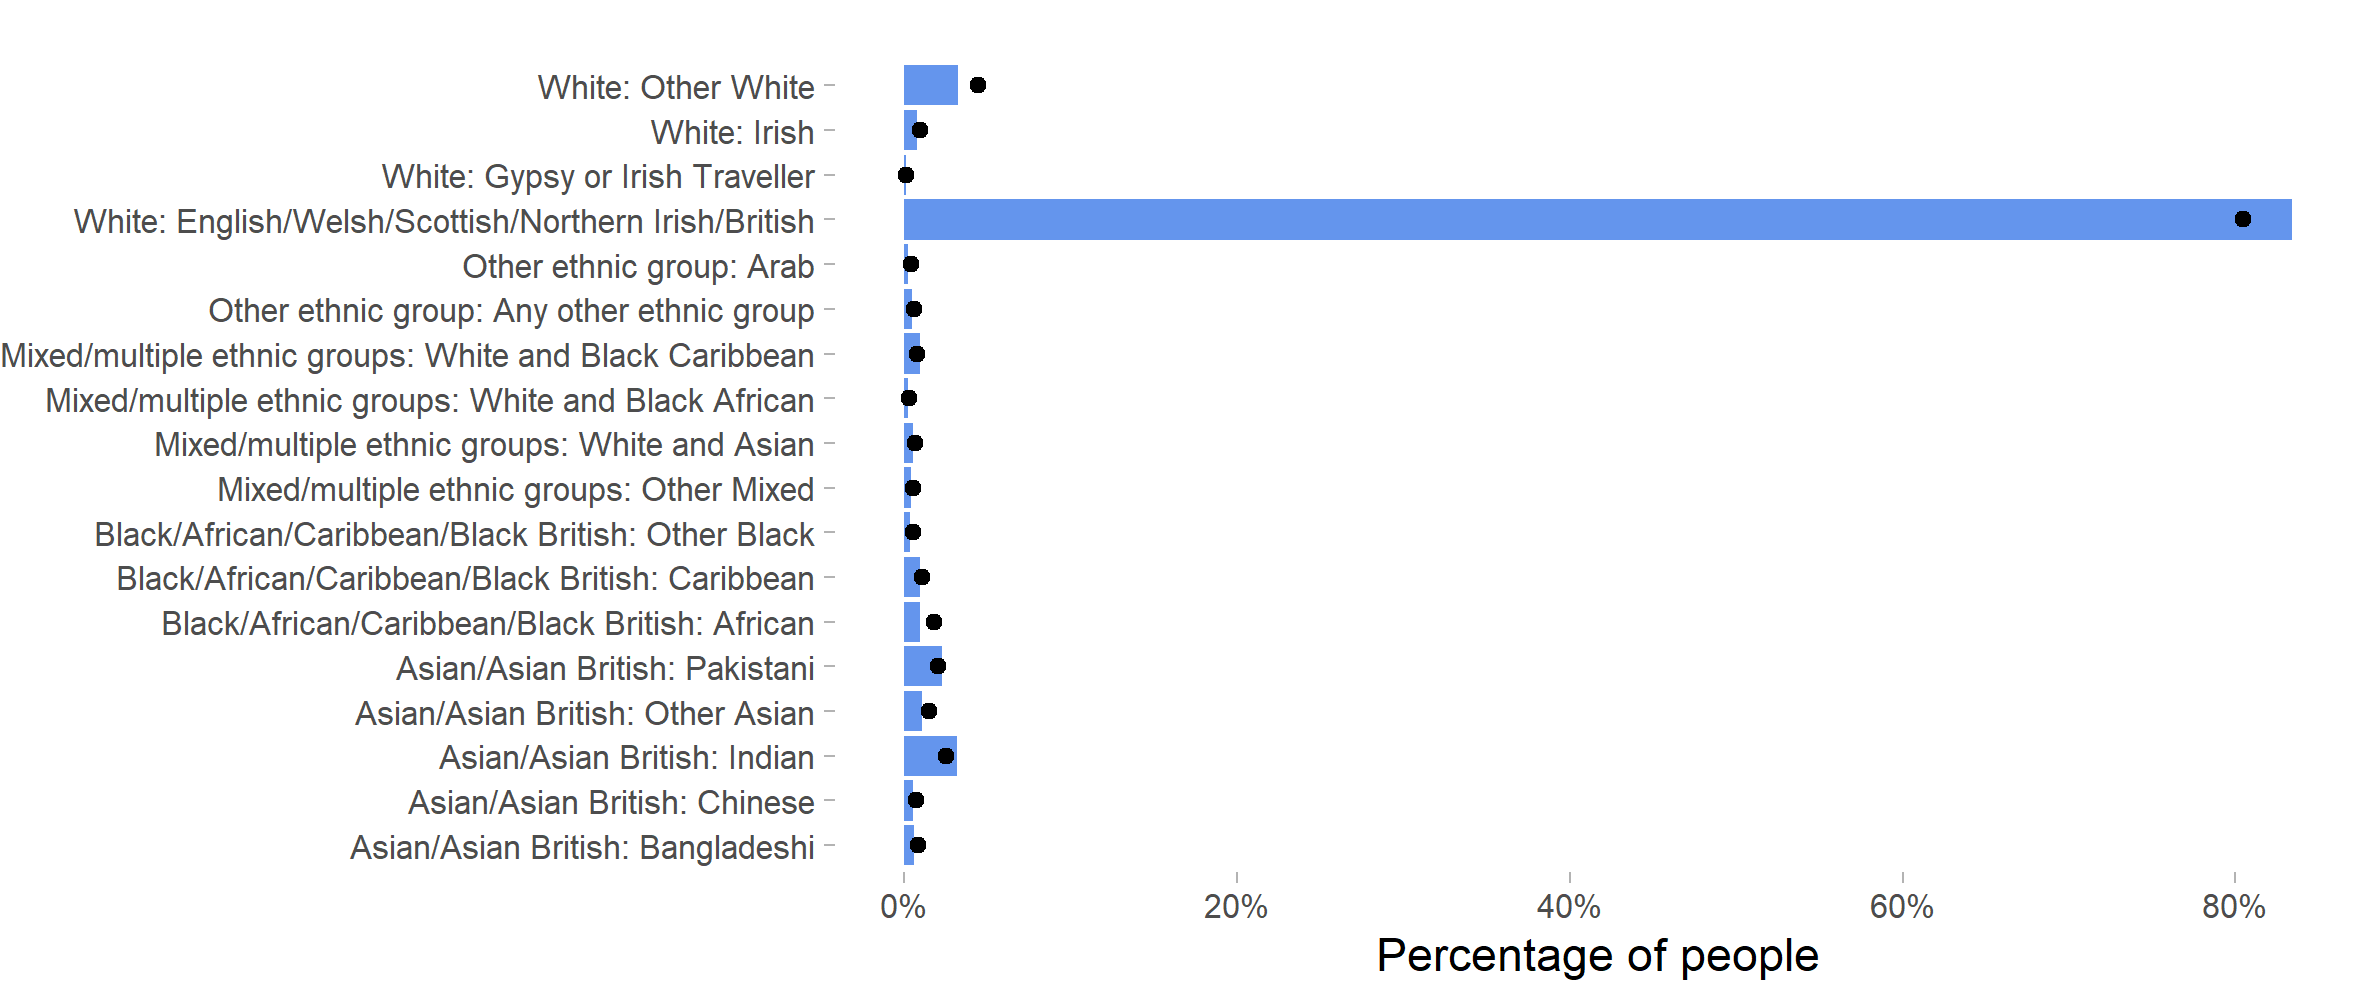 White: Other White
White: Irish
White: Gypsy or Irish Traveller
White: English/Welsh/Scottish/Northern Irish/British
Other ethnic group: Arab
Other ethnic group: Any other ethnic group
Mixed/multiple ethnic groups: White and Black Caribbean
Mixed/multiple ethnic groups: White and Black African
Mixed/multiple ethnic groups: White and Asian
Mixed/multiple ethnic groups: Other Mixed
Black/African/Caribbean/Black British: Other Black
Black/African/Caribbean/Black British: Caribbean
Black/African/Caribbean/Black British: African
Asian/Asian British: Pakistani
Asian/Asian British: Other Asian
Asian/Asian British: Indian
Asian/Asian British: Chinese
Asian/Asian British: Bangladeshi
0% 20% 40% 60% 80%
Percentage of people